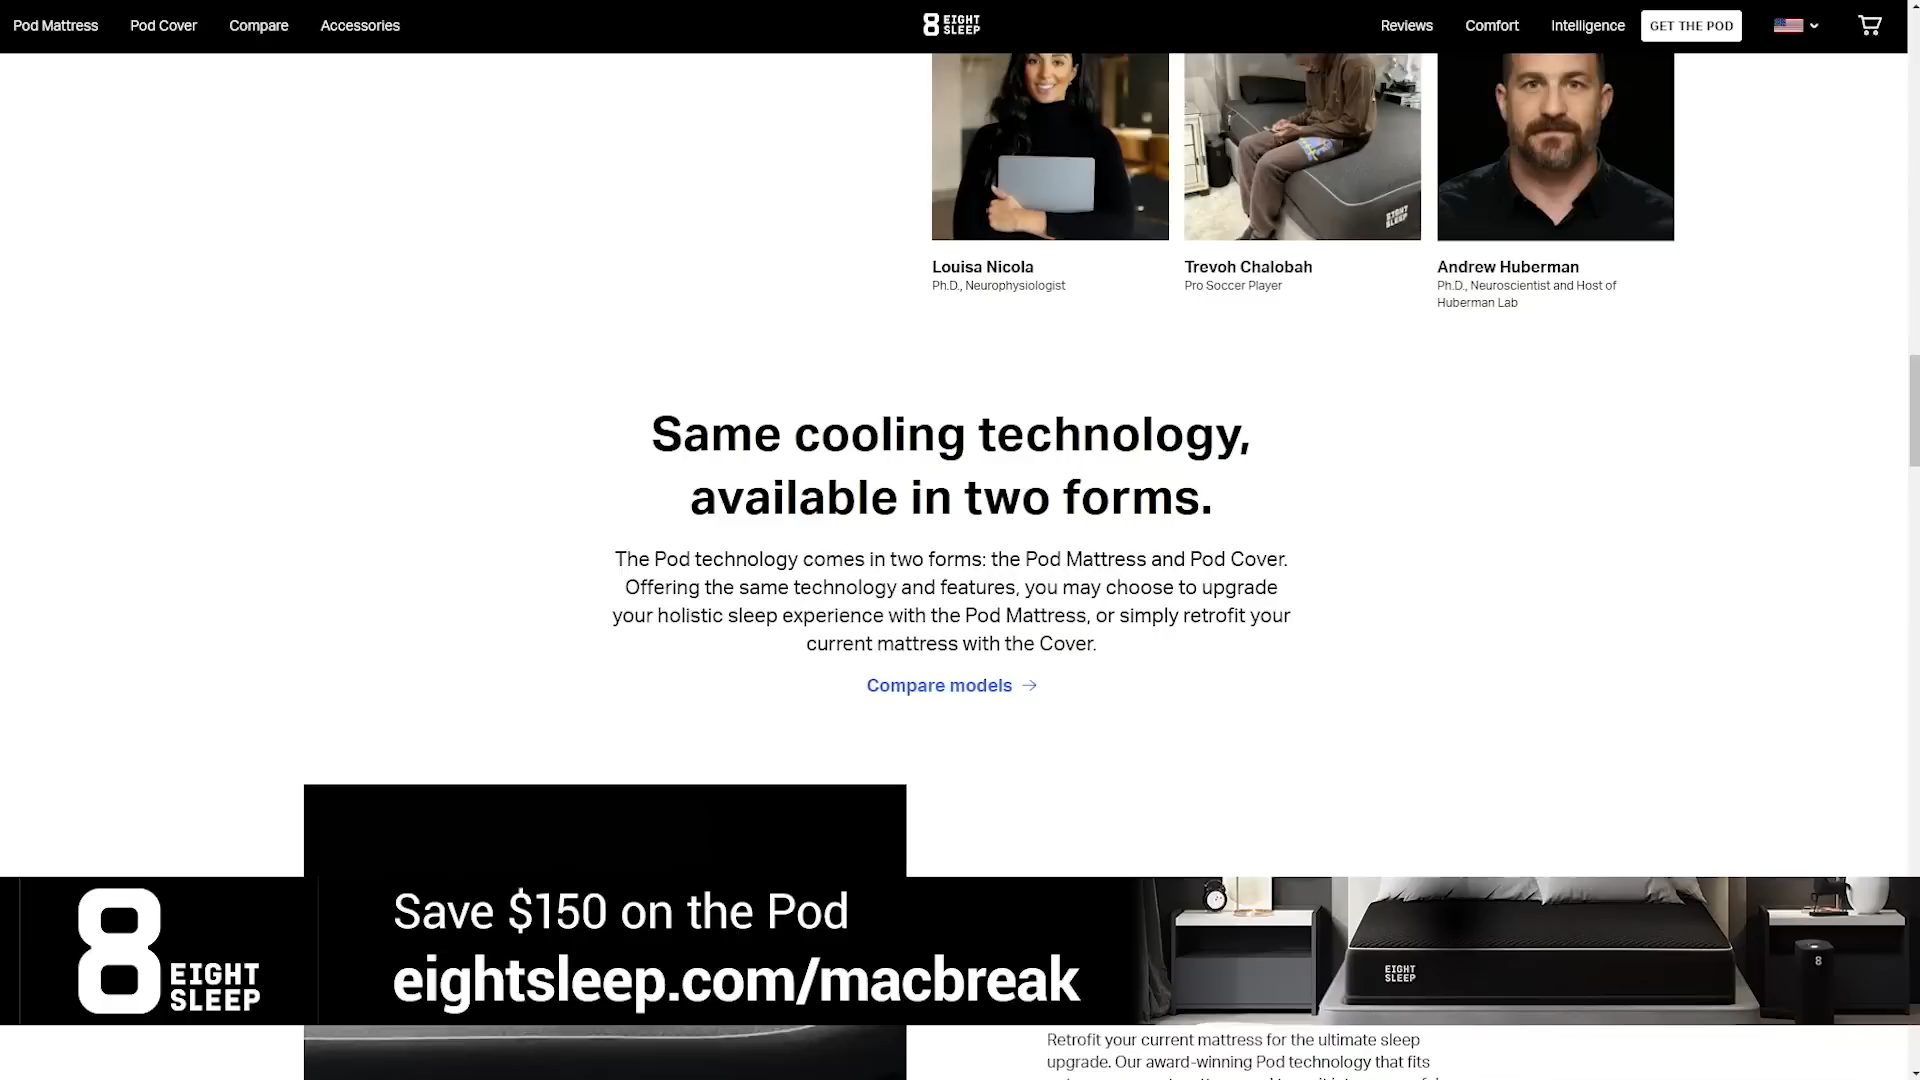 Pod Mattress
Pod Cover
Compare
Accessories
8 EIGHT
SLEEP
Reviews
Comfort
Intelligence
GET THE POD
EIGHT
SLEEP
Louisa Nicola
Ph.D., Neurophysiologist
Trevoh Chalobah
Pro Soccer Player
Andrew Huberman
Ph.D., Neuroscientist and Host of
Huberman Lab
Same cooling technology,
available in two forms.
The Pod technology comes in two forms: the Pod Mattress and Pod Cover.
Offering the same technology and features, you may choose to upgrade
your holistic sleep experience with the Pod Mattress, or simply retrofit your
current mattress with the Cover.
Compare models →
8 EIGHT
SLEEP
Save $150 on the Pod
eightsleep.com/macbreak
EIGHT
SLEEP
8
Retrofit your current mattress for the ultimate sleep
upgrade. Our award-winning Pod technology that fits